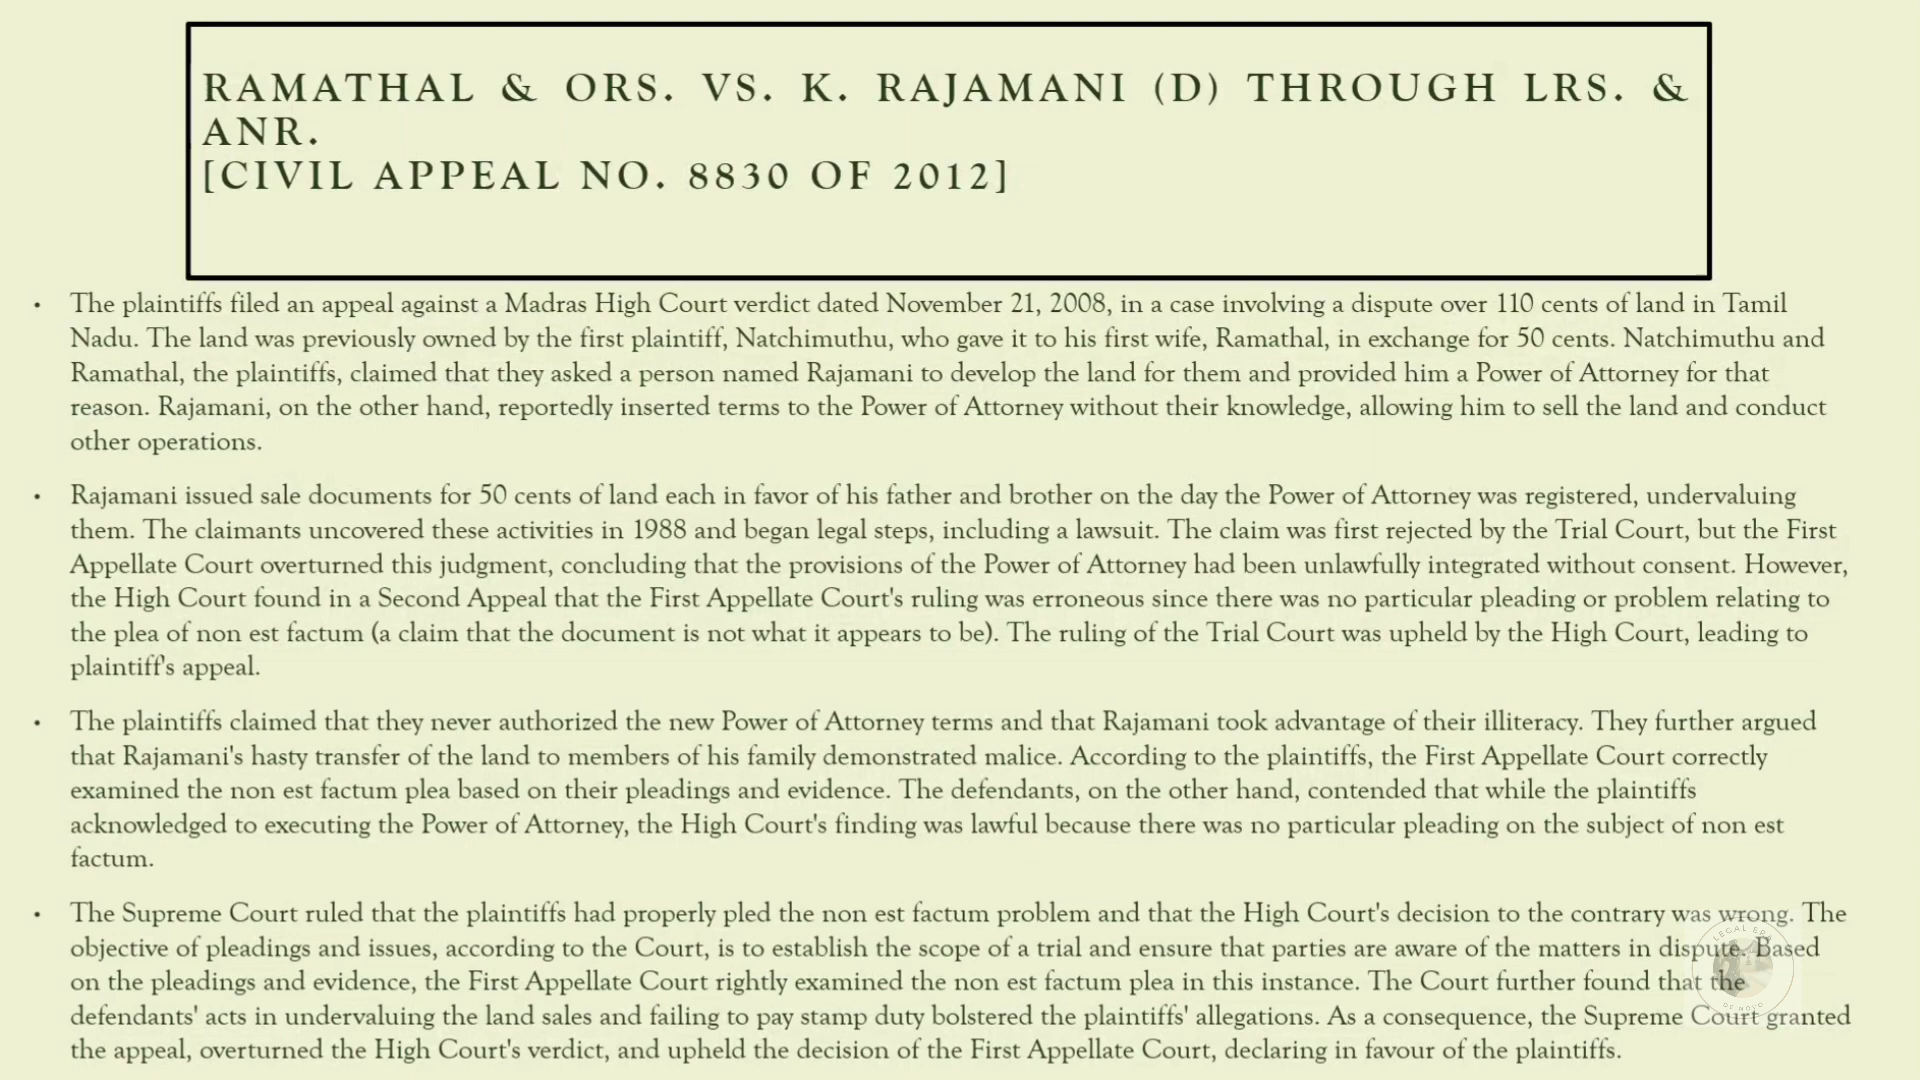 RAMATHAL & ORS. VS. K. RAJAMANI (D) THROUGH LRS. &
ANR.
[CIVIL APPEAL NO. 8830 OF 2012]
• The plaintiffs filed an appeal against a Madras High Court verdict dated November 21, 2008, in a case involving a dispute over 110 cents of land in Tamil
Nadu. The land was previously owned by the first plaintiff, Natchimuthu, who gave it to his first wife, Ramathal, in exchange for 50 cents. Natchimuthu and
Ramathal, the plaintiffs, claimed that they asked a person named Rajamani to develop the land for them and provided him a Power of Attorney for that
reason. Rajamani, on the other hand, reportedly inserted terms to the Power of Attorney without their knowledge, allowing him to sell the land and conduct
other operations.
• Rajamani issued sale documents for 50 cents of land each in favor of his father and brother on the day the Power of Attorney was registered, undervaluing
them. The claimants uncovered these activities in 1988 and began legal steps, including a lawsuit. The claim was first rejected by the Trial Court, but the First
Appellate Court overturned this judgment, concluding that the provisions of the Power of Attorney had been unlawfully integrated without consent. However,
the High Court found in a Second Appeal that the First Appellate Court's ruling was erroneous since there was no particular pleading or problem relating to
the plea of non est factum (a claim that the document is not what it appears to be). The ruling of the Trial Court was upheld by the High Court, leading to
plaintiff's appeal.
• The plaintiffs claimed that they never authorized the new Power of Attorney terms and that Rajamani took advantage of their illiteracy. They further argued
that Rajamani's hasty transfer of the land to members of his family demonstrated malice. According to the plaintiffs, the First Appellate Court correctly
examined the non est factum plea based on their pleadings and evidence. The defendants, on the other hand, contended that while the plaintiffs
acknowledged to executing the Power of Attorney, the High Court's finding was lawful because there was no particular pleading on the subject of non est
factum.
• The Supreme Court ruled that the plaintiffs had properly pled the non est factum problem and that the High Court's decision to the contrary was wrong. The
objective of pleadings and issues, according to the Court, is to establish the scope of a trial and ensure that parties are aware of the matters in dispute. Based
on the pleadings and evidence, the First Appellate Court rightly examined the non est factum plea in this instance. The Court further found that the
defendants' acts in undervaluing the land sales and failing to pay stamp duty bolstered the plaintiffs' allegations. As a consequence, the Supreme Court granted
the appeal, overturned the High Court's verdict, and upheld the decision of the First Appellate Court, declaring in favour of the plaintiffs.
LEGAL ERA
DE NOVO